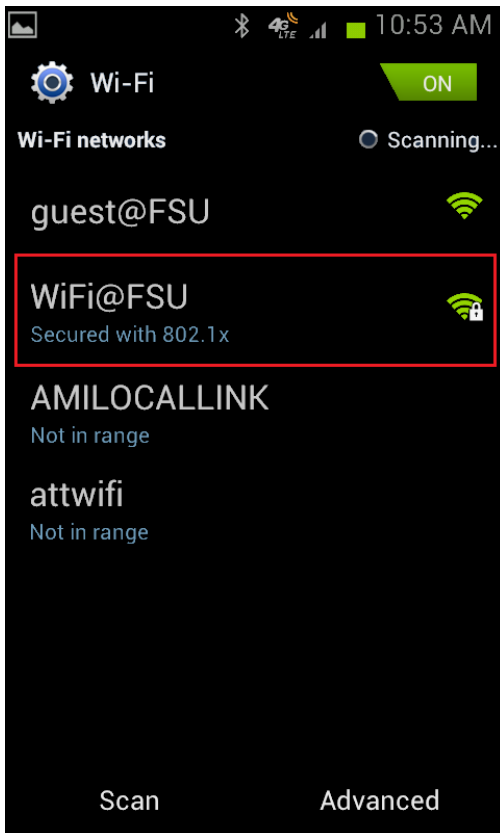 4G LTE 10:53 AM
Wi-Fi ON
Wi-Fi networks Scanning...
guest@FSU
WiFi@FSU
Secured with 802.1x
AMILOCALLINK
Not in range
attwifi
Not in range
Scan Advanced